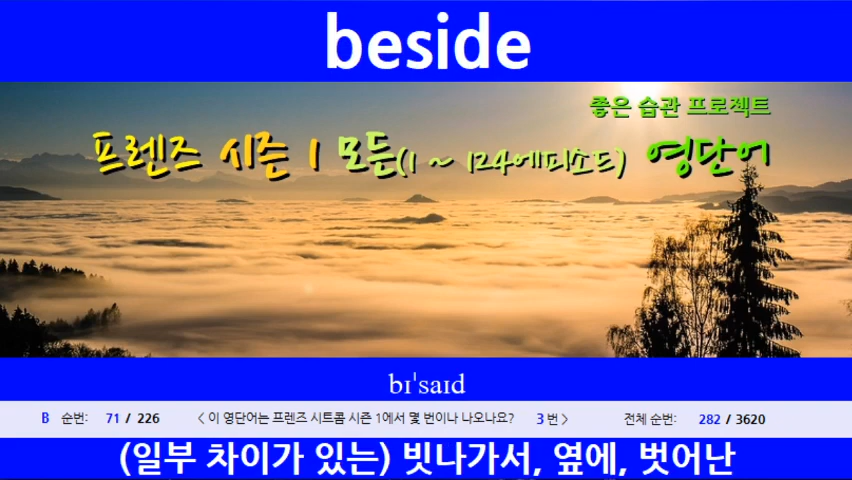 beside
좋은 습관 프로젝트
프렌즈 시즌 1 모든(1 ~ 124에피소드) 영단어
bɪˈsaɪd
B 순번: 71 / 226 < 이 영단어는 프렌즈 시트콤 시즌 1에서 몇 번이나 나오나요? 3 번 > 전체 순번: 282 / 3620
(일부 차이가 있는) 빗나가서, 옆에, 벗어난